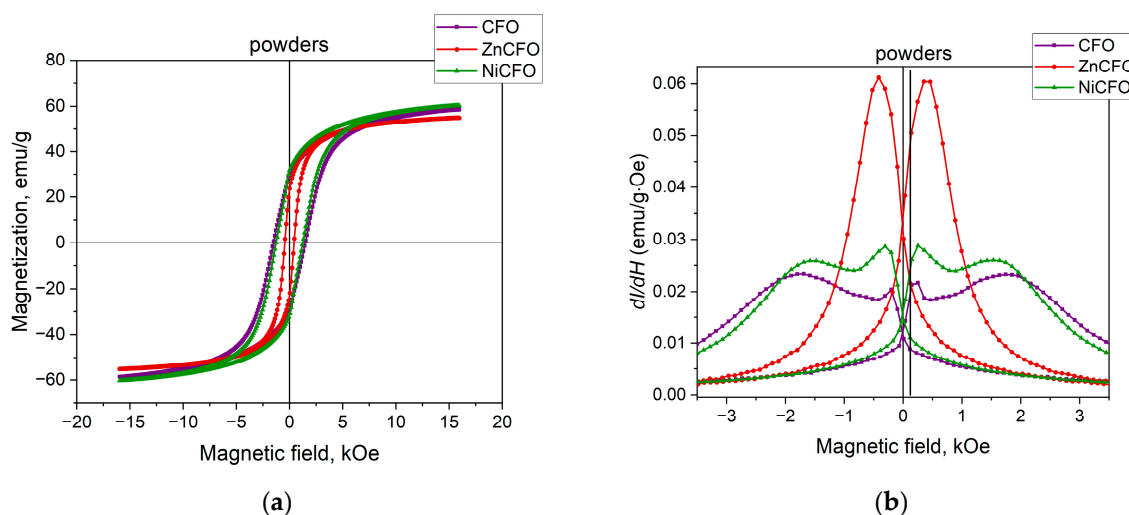 powders
CFO
ZnCFO
NiCFO
80
60
40
20
0
−20
−40
−60
−20
−15
−10
−5
0
5
10
15
20
Magnetization, emu/g
Magnetic field, kOe
(a)
powders
CFO
ZnCFO
NiCFO
0.06
0.05
0.04
0.03
0.02
0.01
0.00
−3
−2
−1
0
1
2
3
dI/dH (emu/g·Oe)
Magnetic field, kOe
(b)